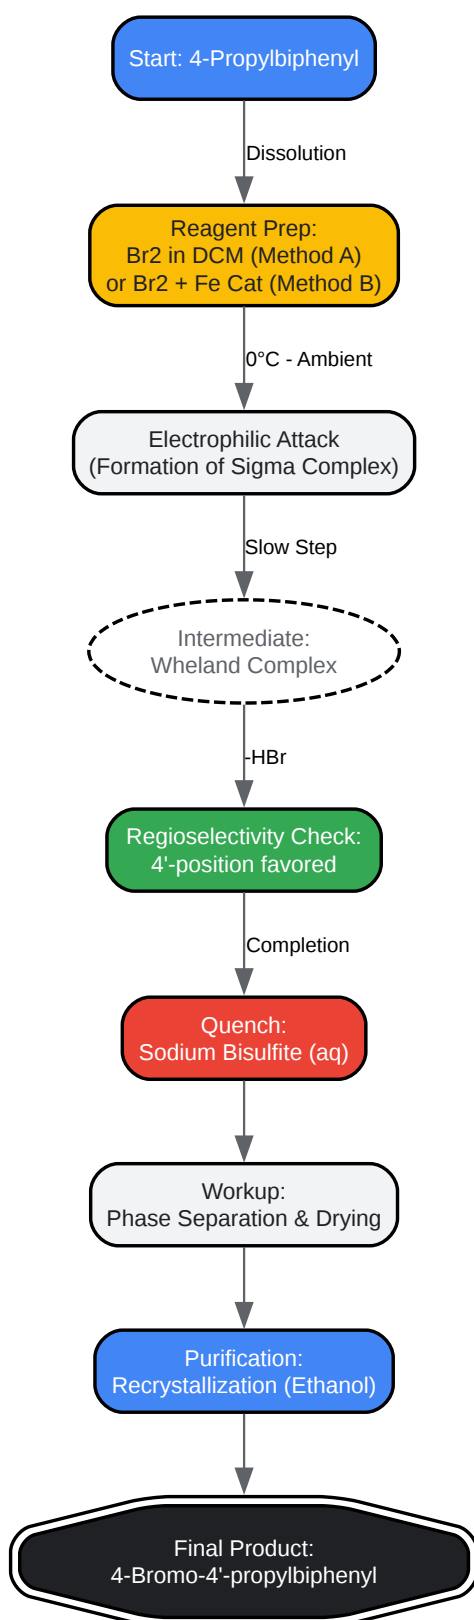 Start: 4-Propylbiphenyl
Dissolution
Reagent Prep:
Br2 in DCM (Method A)
or Br2 + Fe Cat (Method B)
0°C - Ambient
Electrophilic Attack
(Formation of Sigma Complex)
Slow Step
Intermediate:
Wheland Complex
-HBr
Regioselectivity Check:
4'-position favored
Completion
Quench:
Sodium Bisulfite (aq)
Workup:
Phase Separation & Drying
Purification:
Recrystallization (Ethanol)
Final Product:
4-Bromo-4'-propylbiphenyl